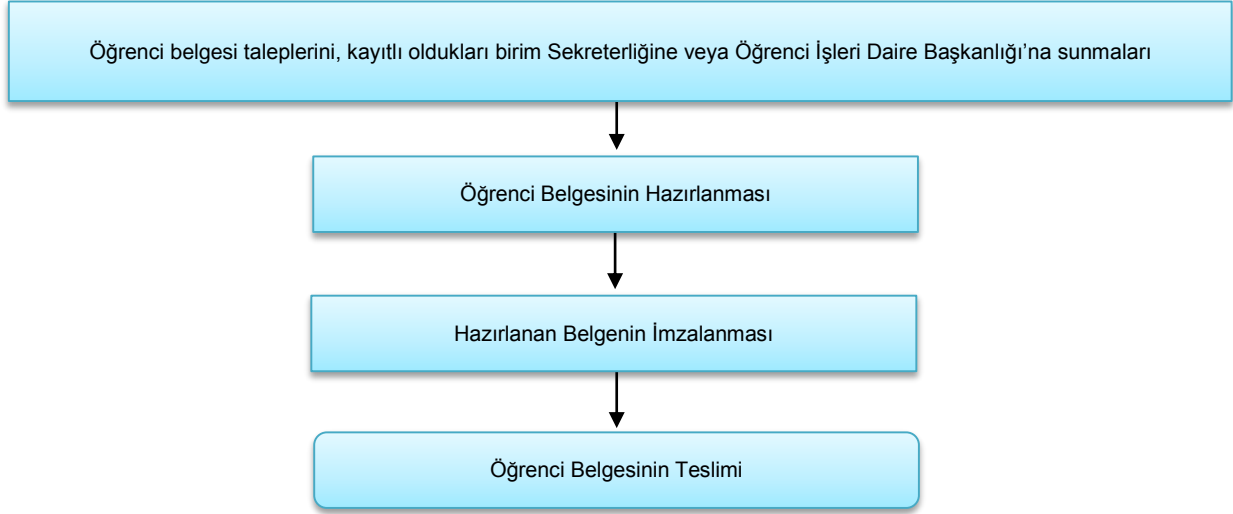 Öğrenci belgesi taleplerini, kayıtlı oldukları birim Sekreterliğine veya Öğrenci İşleri Daire Başkanlığı’na sunmaları
Öğrenci Belgesinin Hazırlanması
Hazırlanan Belgenin İmzalanması
Öğrenci Belgesinin Teslimi